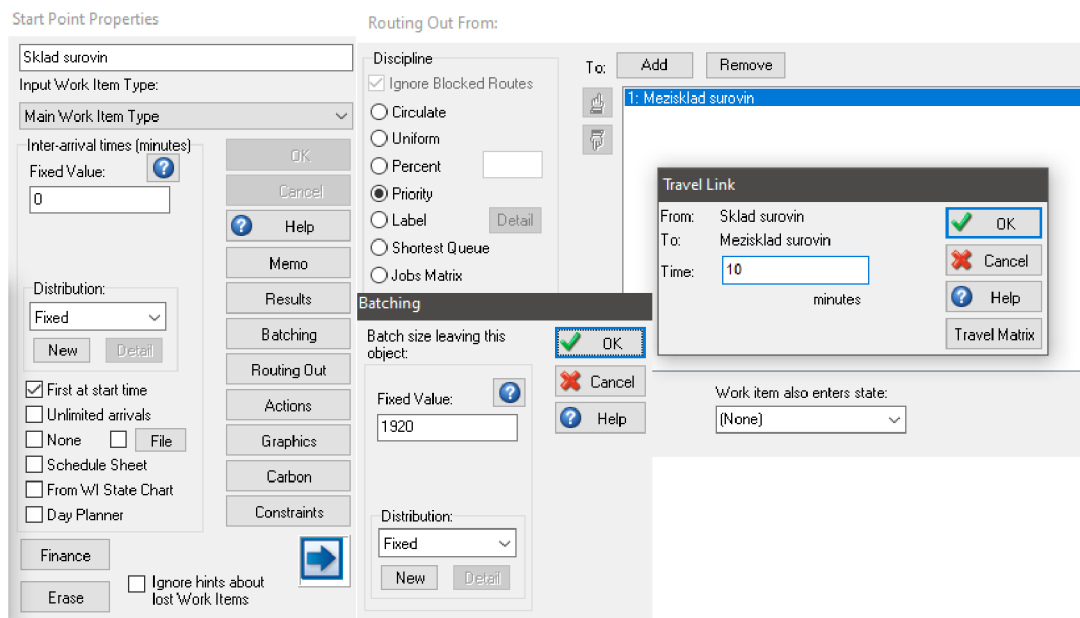 Start Point Properties
Sklad surovin
Input Work Item Type:
Main Work Item Type
Inter-arrival times (minutes)
Fixed Value:
?
0
Distribution:
Fixed
New
Detail
First at start time
Unlimited arrivals
None
File
Schedule Sheet
From WI State Chart
Day Planner
OK
Cancel
? Help
Memo
Results
Batching
Routing Out
Actions
Graphics
Carbon
Constraints
Finance
Erase
Ignore hints about
lost Work Items
Routing Out From:
Discipline
Ignore Blocked Routes
Circulate
Uniform
Percent
Priority
Label
Detail
Shortest Queue
Jobs Matrix
To:
Add
Remove
1: Mezisklad surovin
Travel Link
From: Sklad surovin
To: Mezisklad surovin
Time: 10
minutes
OK
Cancel
? Help
Travel Matrix
Work item also enters state:
(None)
Batching
Batch size leaving this
object:
Fixed Value:
?
1920
Distribution:
Fixed
New
Detail
OK
Cancel
? Help